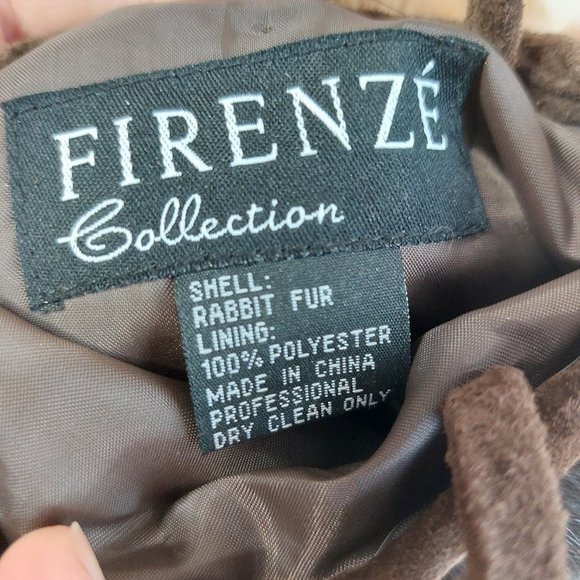 FIRENZÉ
Collection
SHELL:
RABBIT FUR
LINING:
100% POLYESTER
MADE IN CHINA
PROFESSIONAL
DRY CLEAN ONLY